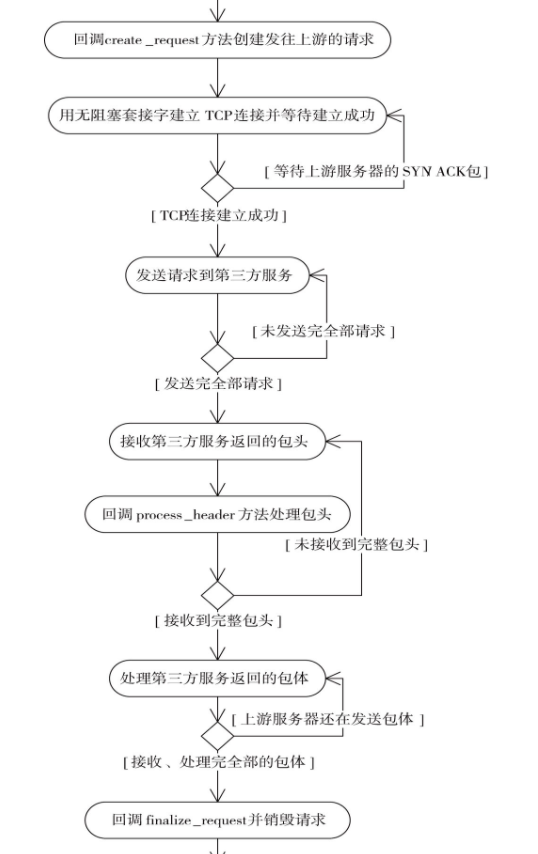 回调create_request方法创建发往上游的请求
用无阻塞套接字建立 TCP连接并等待建立成功
[ 等待上游服务器的 SYN ACK包]
[ TCP连接建立成功 ]
发送请求到第三方服务
[ 未发送完全部请求 ]
[ 发送完全部请求 ]
接收第三方服务返回的包头
回调 process_header 方法处理包头
[ 未接收到完整包头 ]
[ 接收到完整包头 ]
处理第三方服务返回的包体
[ 上游服务器还在发送包体 ]
[ 接收、处理完全部的包体 ]
回调 finalize_request并销毁请求